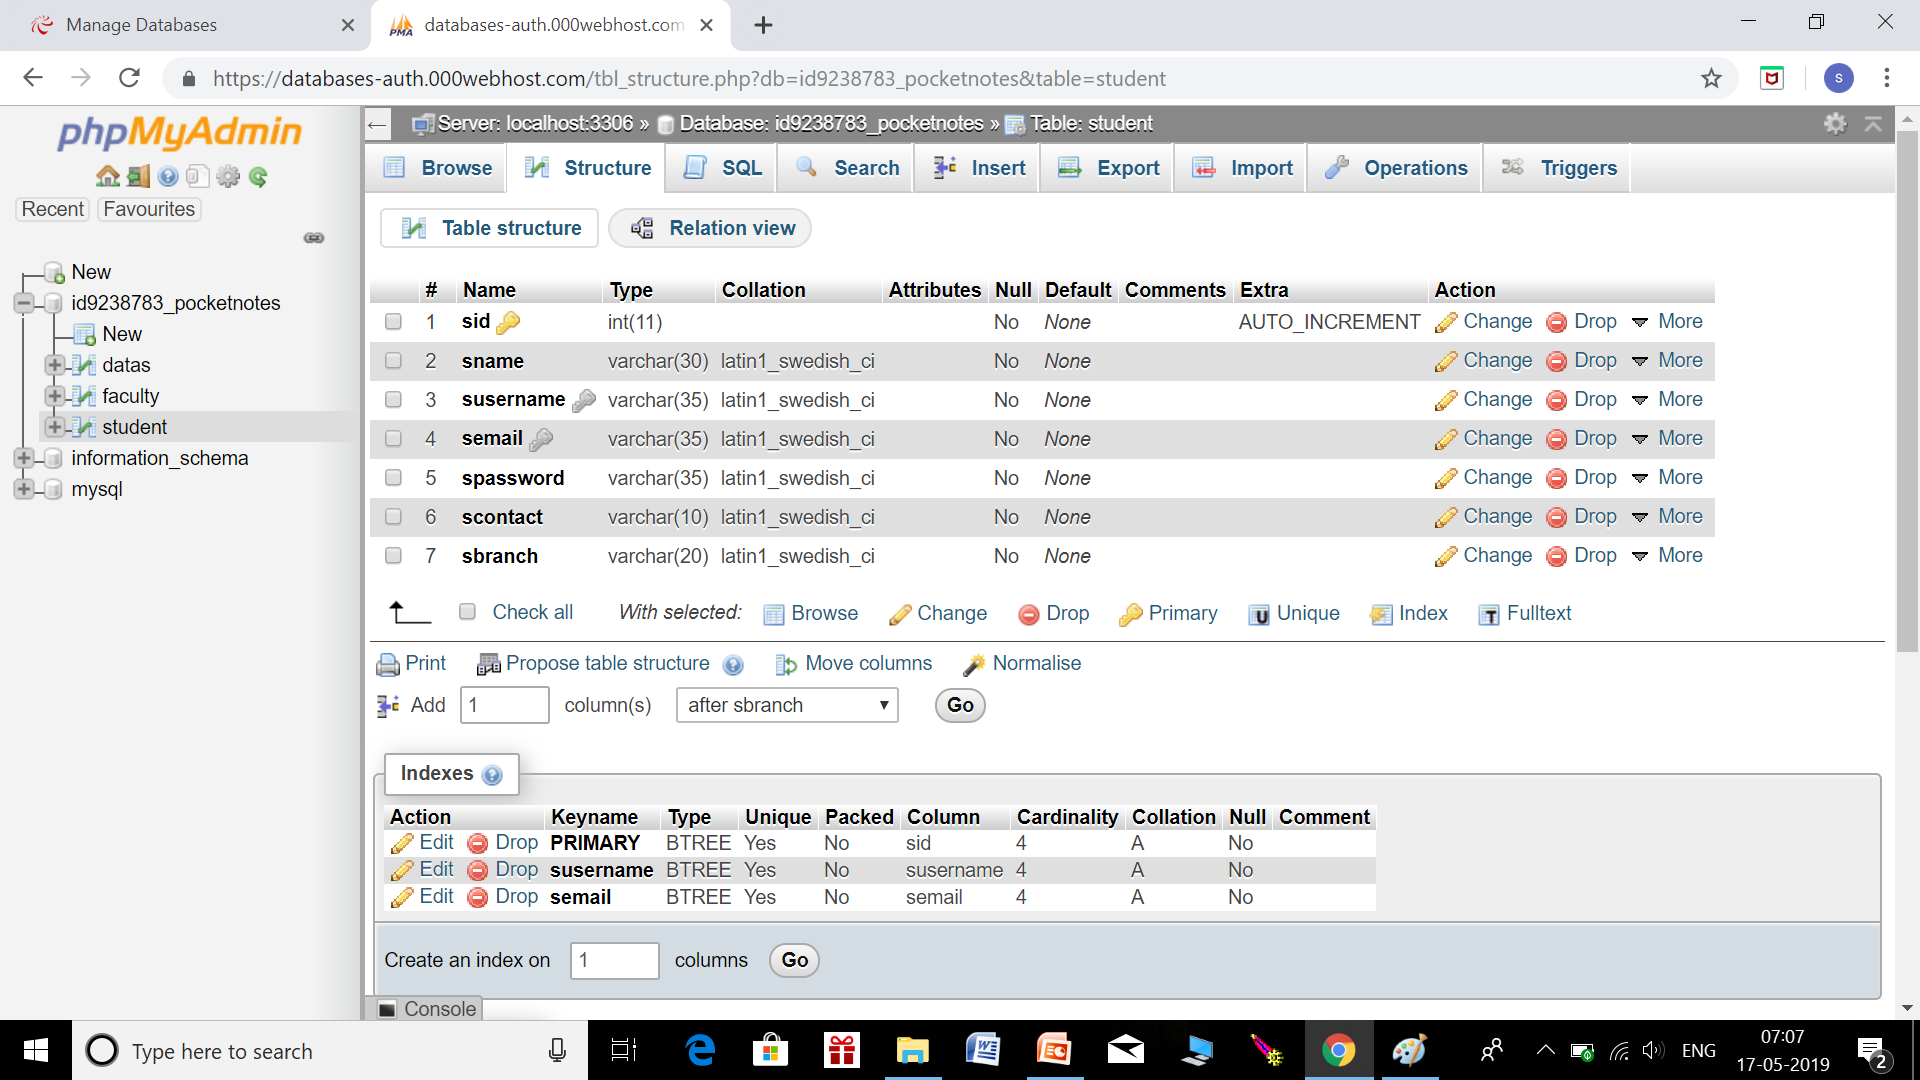 Manage Databases
databases-auth.000webhost.com
https://databases-auth.000webhost.com/tbl_structure.php?db=id9238783_pocketnotes&table=student
s
phpMyAdmin
Recent Favourites
New
id9238783_pocketnotes
New
datas
faculty
student
information_schema
mysql
Server: localhost:3306 » Database: id9238783_pocketnotes » Table: student
Browse Structure SQL Search Insert Export Import Operations Triggers
Table structure Relation view
# Name Type Collation Attributes Null Default Comments Extra Action
1 sid int(11) No None AUTO_INCREMENT Change Drop More
2 sname varchar(30) latin1_swedish_ci No None Change Drop More
3 susername varchar(35) latin1_swedish_ci No None Change Drop More
4 semail varchar(35) latin1_swedish_ci No None Change Drop More
5 spassword varchar(35) latin1_swedish_ci No None Change Drop More
6 scontact varchar(10) latin1_swedish_ci No None Change Drop More
7 sbranch varchar(20) latin1_swedish_ci No None Change Drop More
Check all With selected: Browse Change Drop Primary Unique Index Fulltext
Print Propose table structure Move columns Normalise
Add 1 column(s) after sbranch Go
Indexes
Action Keyname Type Unique Packed Column Cardinality Collation Null Comment
Edit Drop PRIMARY BTREE Yes No sid 4 A No
Edit Drop susername BTREE Yes No susername 4 A No
Edit Drop semail BTREE Yes No semail 4 A No
Create an index on 1 columns Go
Console
Type here to search
ENG
07:07
17-05-2019
2